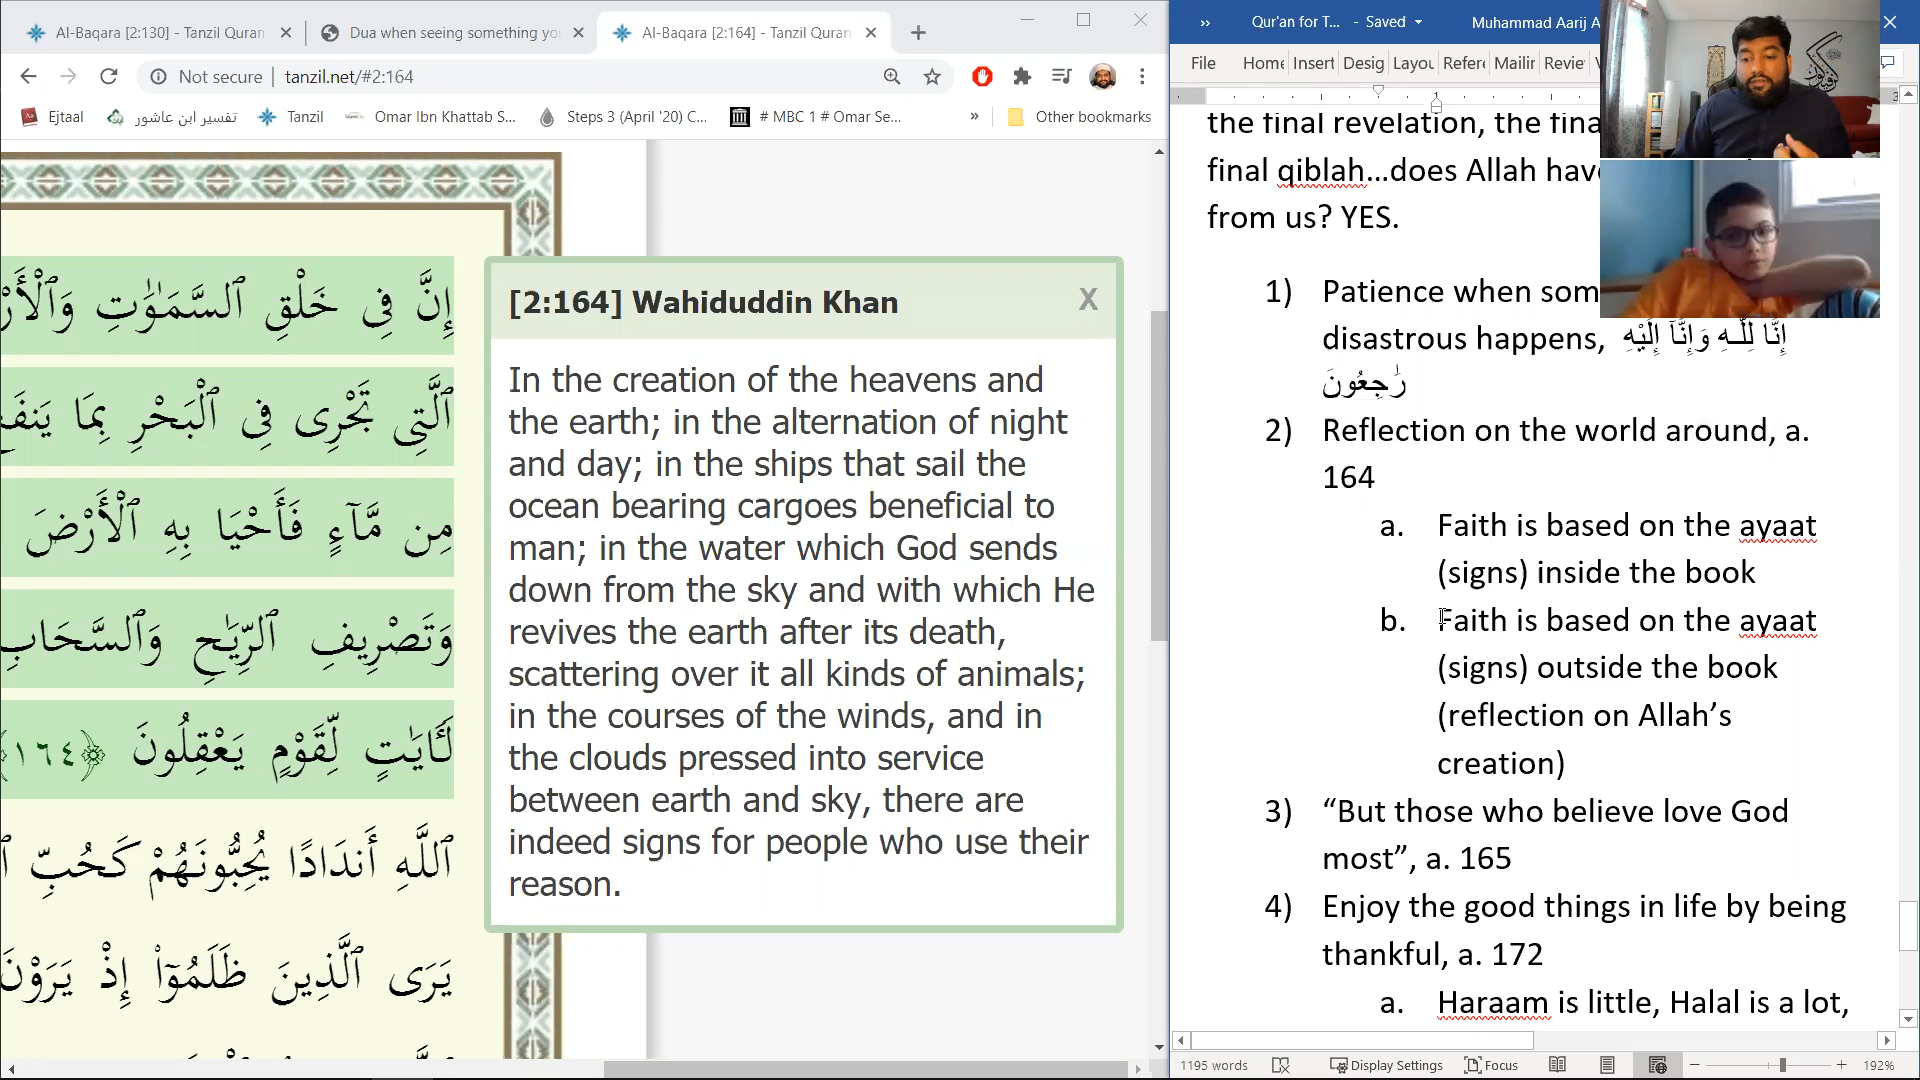 Al-Baqara [2:130] - Tanzil Quran
Dua when seeing something yo
Al-Baqara [2:164] - Tanzil Quran
Not secure | tanzil.net/#2:164
Ejtaal
تفسير ابن عاشور
Tanzil
Omar Ibn Khattab S...
Steps 3 (April '20) C...
# MBC 1 # Omar Se...
»
Other bookmarks
إِنَّ فِى خَلْقِ ٱلسَّمَـٰوَٰتِ وَٱلْأَرْ
ٱلَّتِى تَجْرِى فِى ٱلْبَحْرِ بِمَا يَنفَ
مِن مَّآءٍ فَأَحْيَا بِهِ ٱلْأَرْضَ
وَتَصْرِيفِ ٱلرِّيَـٰحِ وَٱلسَّحَابِ
لَـَٔايَـٰتٍ لِّقَوْمٍ يَعْقِلُونَ ﴿١٦٤﴾
ٱللَّهِ أَندَادًا يُحِبُّونَهُمْ كَحُبِّ
يَرَى ٱلَّذِينَ ظَلَمُوٓا۟ إِذْ يَرَوْنَ
[2:164] Wahiduddin Khan
X
In the creation of the heavens and
the earth; in the alternation of night
and day; in the ships that sail the
ocean bearing cargoes beneficial to
man; in the water which God sends
down from the sky and with which He
revives the earth after its death,
scattering over it all kinds of animals;
in the courses of the winds, and in
the clouds pressed into service
between earth and sky, there are
indeed signs for people who use their
reason.
»
Qur'an for T... - Saved
Muhammad Aarij A
File Home Insert Desig Layou Refere Mailin Revie
1
3
the final revelation, the fina
final qiblah...does Allah have
from us? YES.
1) Patience when som
disastrous happens, إِنَّا لِلَّـهِ وَإِنَّآ إِلَيْهِ
رَٰجِعُونَ
2) Reflection on the world around, a.
164
a. Faith is based on the ayaat
(signs) inside the book
b. Faith is based on the ayaat
(signs) outside the book
(reflection on Allah’s
creation)
3) “But those who believe love God
most”, a. 165
4) Enjoy the good things in life by being
thankful, a. 172
a. Haraam is little, Halal is a lot,
1195 words
Display Settings
Focus
192%